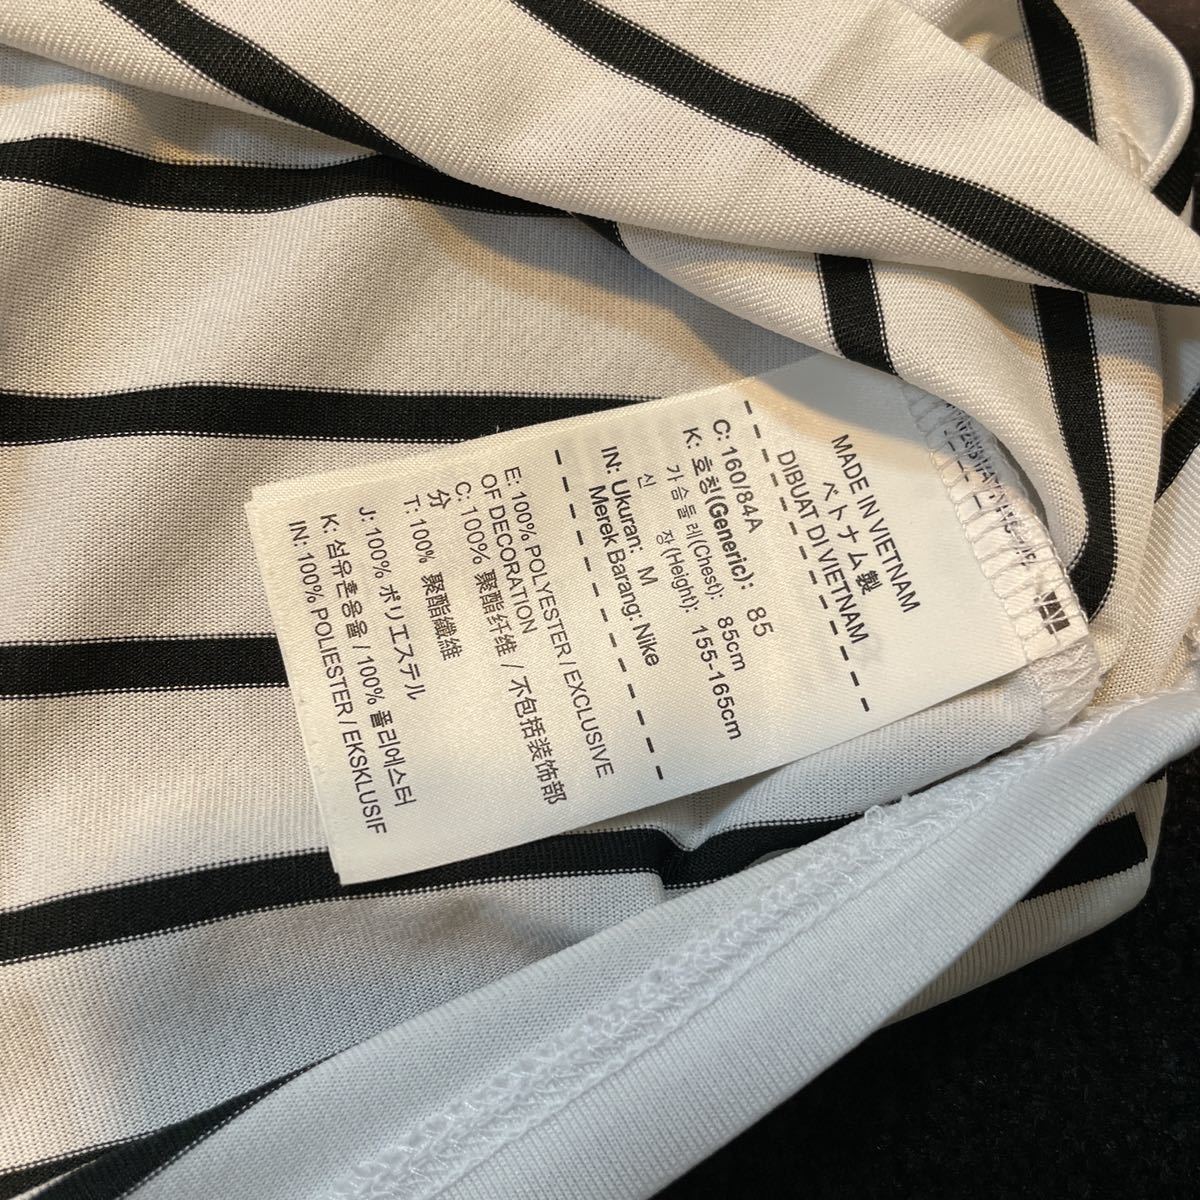 MADE IN VIETNAM
ベトナム製
DIBUAT DI VIETNAM
C: 160/84A
K: 호칭(Generic): 85
가슴둘레(Chest): 85cm
신 장(Height): 155-165cm
IN: Ukuran: M
Merek Barang: Nike
E: 100% POLYESTER / EXCLUSIVE
OF DECORATION
C: 100% 聚酯纤维 / 不包括装饰部
分
T: 100% 聚酯纖維
J: 100% ポリエステル
K: 섬유혼용율 / 100% 폴리에스터
IN: 100% POLIESTER / EKSKLUSIF